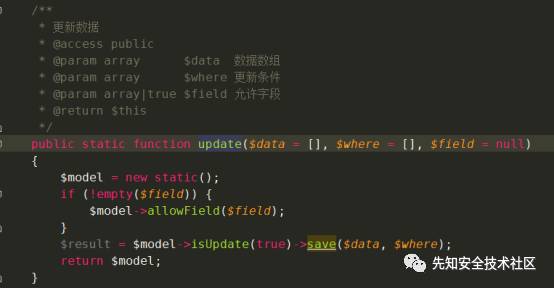 /**
 * 更新数据
 * @access public
 * @param array      $data  数据数组
 * @param array      $where 更新条件
 * @param array|true $field 允许字段
 * @return $this
 */
public static function update($data = [], $where = [], $field = null)
{
    $model = new static();
    if (!empty($field)) {
        $model->allowField($field);
    }
    $result = $model->isUpdate(true)->save($data, $where);
    return $model;
}
先知安全技术社区